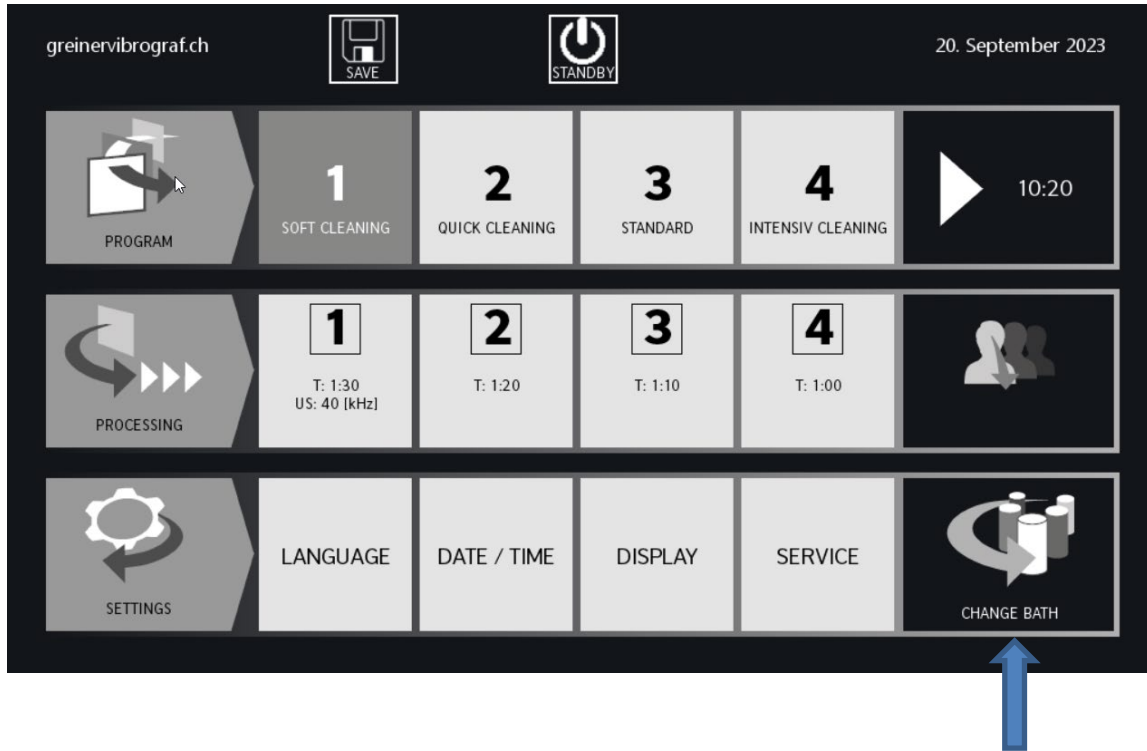 greinervibrograf.ch
SAVE
STANDBY
20. September 2023
PROGRAM
1
SOFT CLEANING
2
QUICK CLEANING
3
STANDARD
4
INTENSIV CLEANING
10:20
PROCESSING
1
T: 1:30
US: 40 [kHz]
2
T: 1:20
3
T: 1:10
4
T: 1:00
SETTINGS
LANGUAGE
DATE / TIME
DISPLAY
SERVICE
CHANGE BATH